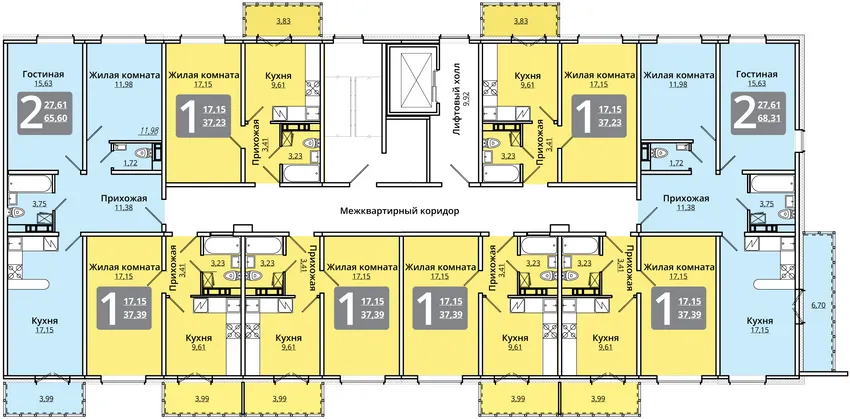 3,83
3,83
Гостиная
15,63
2
27,61
65,60
Жилая комната
11,98
11,98
1,72
Жилая комната
17,15
1
17,15
37,23
Кухня
9,61
Прихожая
3,41
3,23
Лифтовый холл
9,92
Кухня
9,61
3,23
Прихожая
3,41
Жилая комната
17,15
1
17,15
37,23
Жилая комната
11,98
1,72
Гостиная
15,63
2
27,61
68,31
3,75
Прихожая
11,38
Межквартирный коридор
Прихожая
11,38
3,75
Кухня
17,15
Жилая комната
17,15
1
17,15
37,39
Прихожая
3,41
3,23
Кухня
9,61
3,23
Прихожая
3,41
Кухня
9,61
Жилая комната
17,15
1
17,15
37,39
Жилая комната
17,15
1
17,15
37,39
Прихожая
3,41
3,23
Кухня
9,61
3,23
Прихожая
3,41
Кухня
9,61
Жилая комната
17,15
1
17,15
37,39
Кухня
17,15
6,70
3,99
3,99
3,99
3,99
3,99